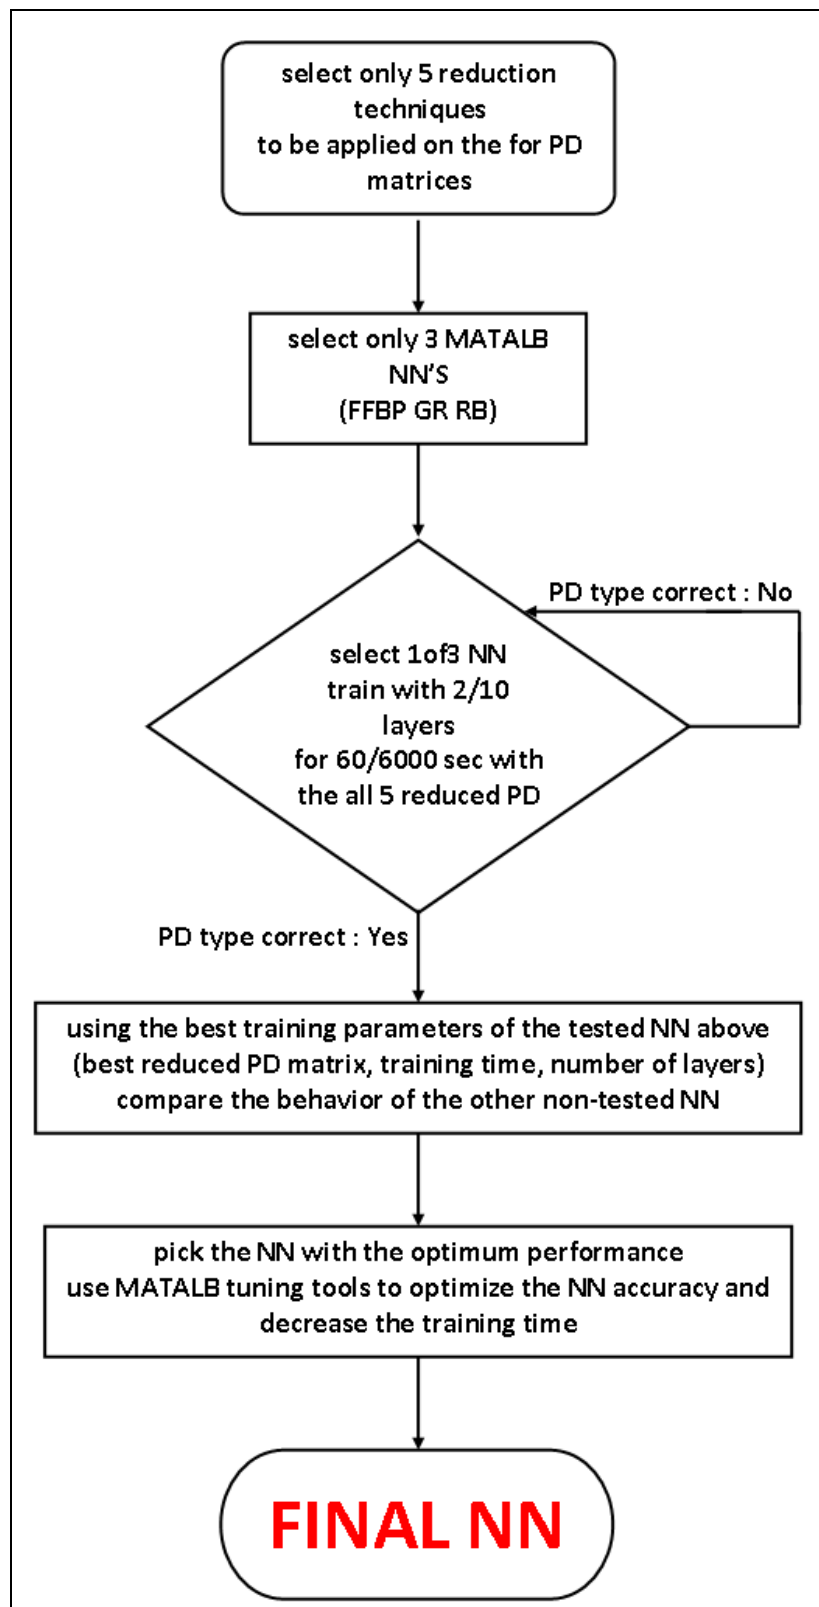 select only 5 reduction
techniques
to be applied on the for PD
matrices
select only 3 MATALB
NN'S
(FFBP GR RB)
PD type correct : No
select 1of3 NN
train with 2/10
layers
for 60/6000 sec with
the all 5 reduced PD
PD type correct : Yes
using the best training parameters of the tested NN above
(best reduced PD matrix, training time, number of layers)
compare the behavior of the other non-tested NN
pick the NN with the optimum performance
use MATALB tuning tools to optimize the NN accuracy and
decrease the training time
FINAL NN